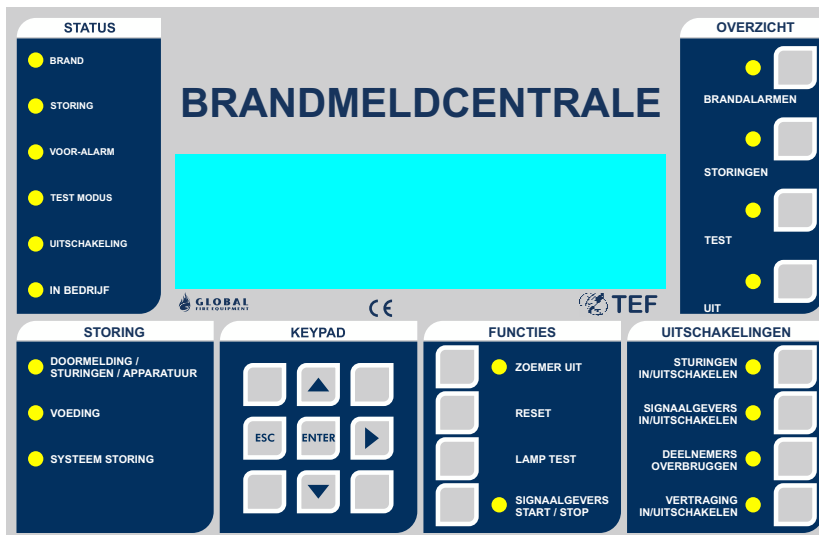 STATUS
BRAND
STORING
VOOR-ALARM
TEST MODUS
UITSCHAKELING
IN BEDRIJF
BRANDMELDCENTRALE
GLOBAL
FIRE EQUIPMENT
CE
TEF
OVERZICHT
BRANDALARMEN
STORINGEN
TEST
UIT
STORING
DOORMELDING /
STURINGEN / APPARATUUR
VOEDING
SYSTEEM STORING
KEYPAD
ESC
ENTER
FUNCTIES
ZOEMER UIT
RESET
LAMP TEST
SIGNAALGEVERS
START / STOP
UITSCHAKELINGEN
STURINGEN
IN/UITSCHAKELEN
SIGNAALGEVERS
IN/UITSCHAKELEN
DEELNEMERS
OVERBRUGGEN
VERTRAGING
IN/UITSCHAKELEN